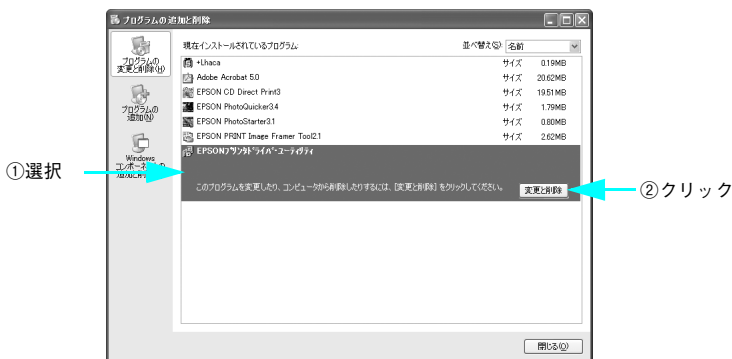 プログラムの追加と削除
プログラムの
変更と削除(H)
プログラムの
追加(N)
Windows
現在インストールされているプログラム:
並べ替え(S): 名前
+Lhaca サイズ 0.19MB
Adobe Acrobat 5.0 サイズ 20.62MB
EPSON CD Direct Print3 サイズ 19.51MB
EPSON PhotoQuicker3.4 サイズ 1.79MB
EPSON PhotoStarter3.1 サイズ 0.80MB
EPSON PRINT Image Framer Tool2.1 サイズ 2.62MB
EPSONﾌﾟﾘﾝﾀﾄﾞﾗｲﾊﾞ･ﾕｰﾃｨﾘﾃｨ
①選択
このプログラムを変更したり、コンピュータから削除したりするには、[変更と削除] をクリックしてください。
変更と削除
②クリック
閉じる(O)